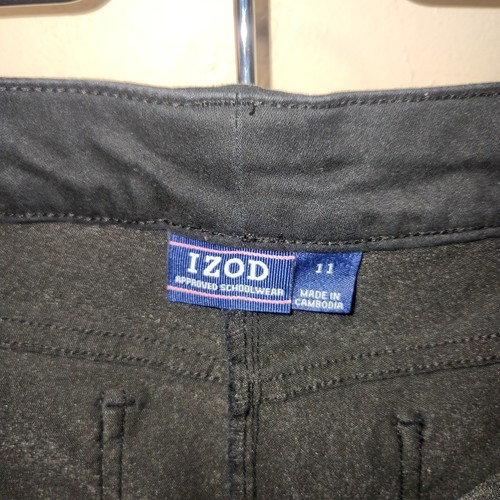 IZOD
APPROVED SCHOOLWEAR
11
MADE IN
CAMBODIA